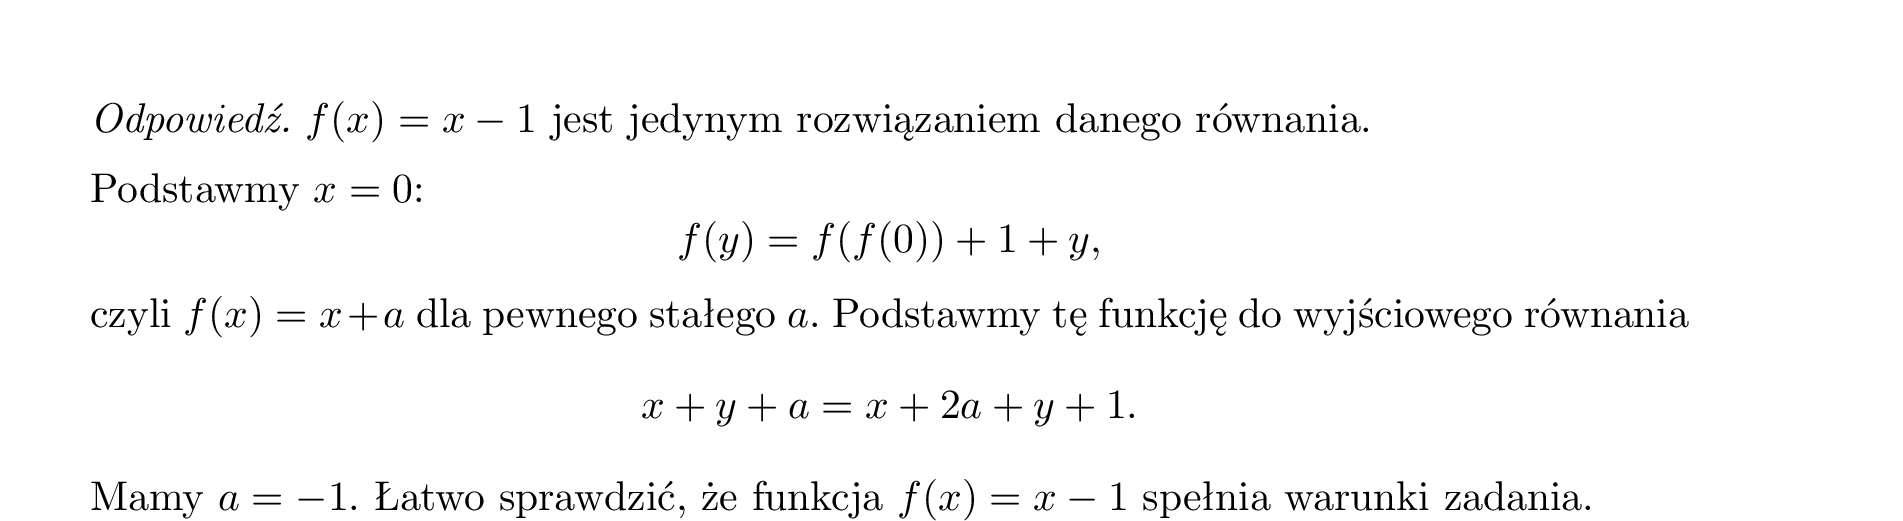 Odpowiedź. f(x) = x − 1 jest jedynym rozwiązaniem danego równania.
Podstawmy x = 0:
f(y) = f(f(0)) + 1 + y,
czyli f(x) = x + a dla pewnego stałego a. Podstawmy tę funkcję do wyjściowego równania
x + y + a = x + 2a + y + 1.
Mamy a = −1. Łatwo sprawdzić, że funkcja f(x) = x − 1 spełnia warunki zadania.